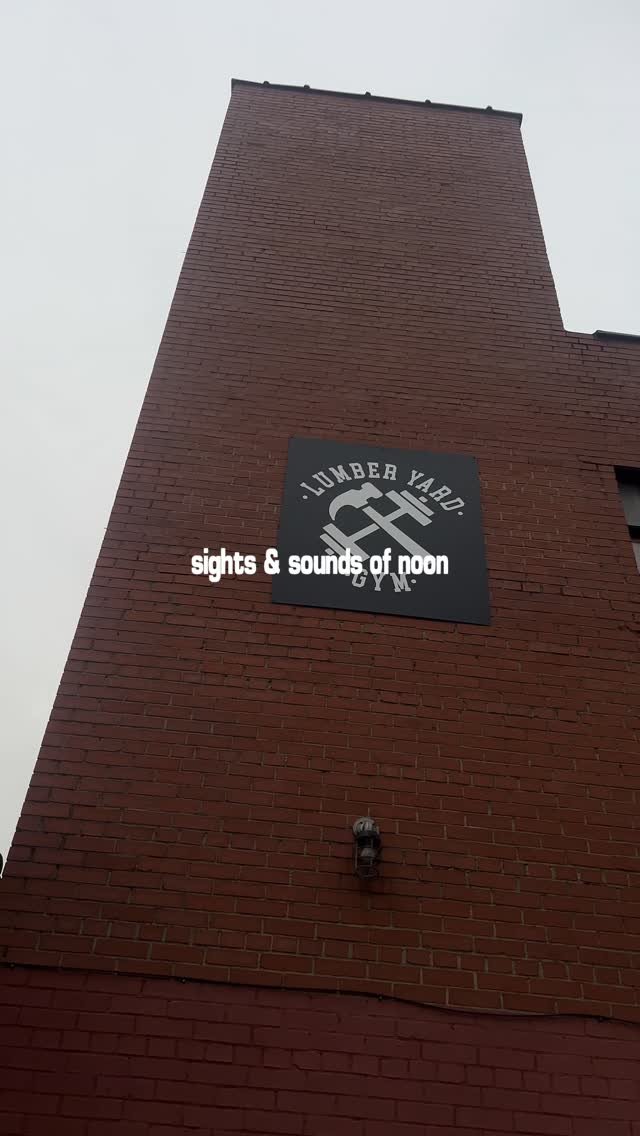 · LUMBER YARD ·
sights & sounds of noon
· GYM ·